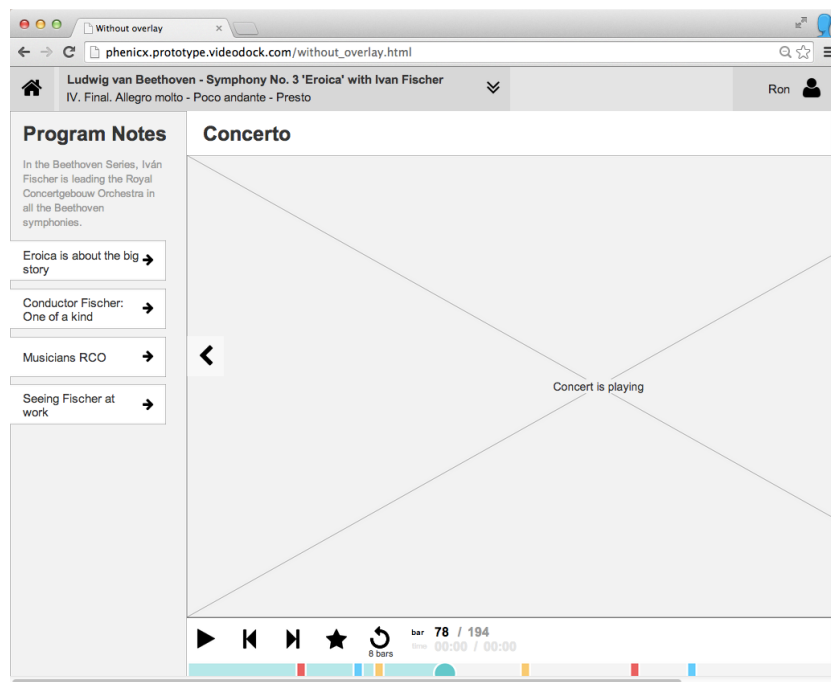 Without overlay
phenicx.prototype.videodock.com/without_overlay.html
Ludwig van Beethoven - Symphony No. 3 'Eroica' with Ivan Fischer
IV. Final. Allegro molto - Poco andante - Presto
Ron
Program Notes
In the Beethoven Series, Iván
Fischer is leading the Royal
Concertgebouw Orchestra in
all the Beethoven
symphonies.
Eroica is about the big
story
Conductor Fischer:
One of a kind
Musicians RCO
Seeing Fischer at
work
Concerto
Concert is playing
8 bars
bar 78 / 194
time 00:00 / 00:00